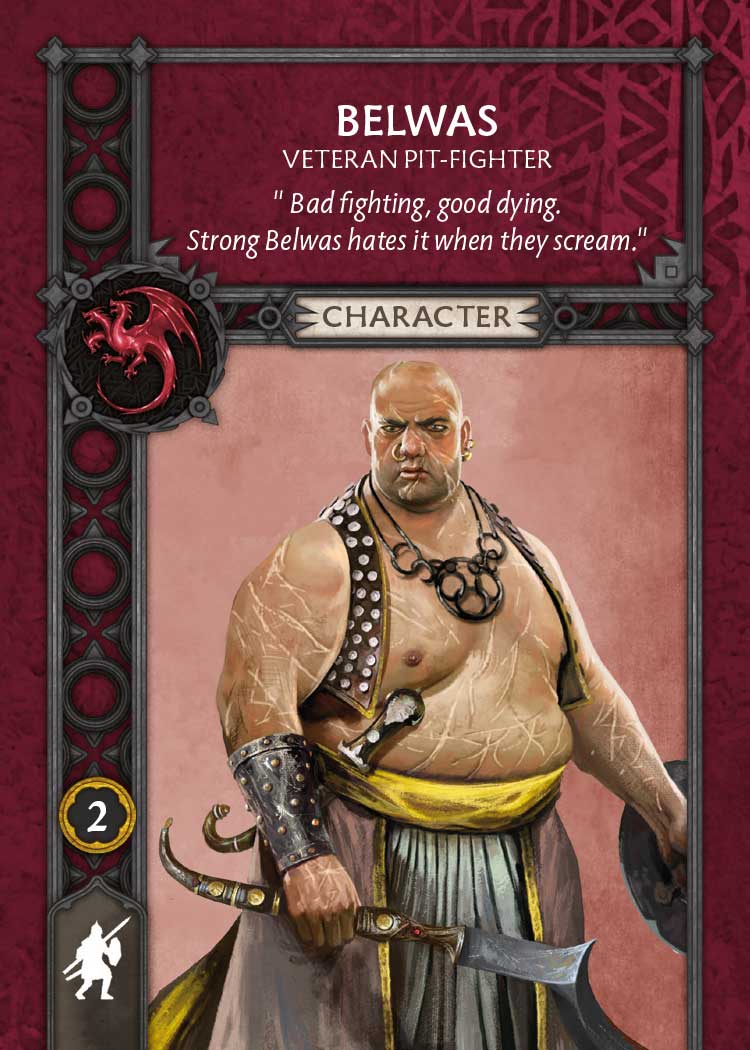 BELWAS
VETERAN PIT-FIGHTER
" Bad fighting, good dying.
Strong Belwas hates it when they scream."
CHARACTER
2